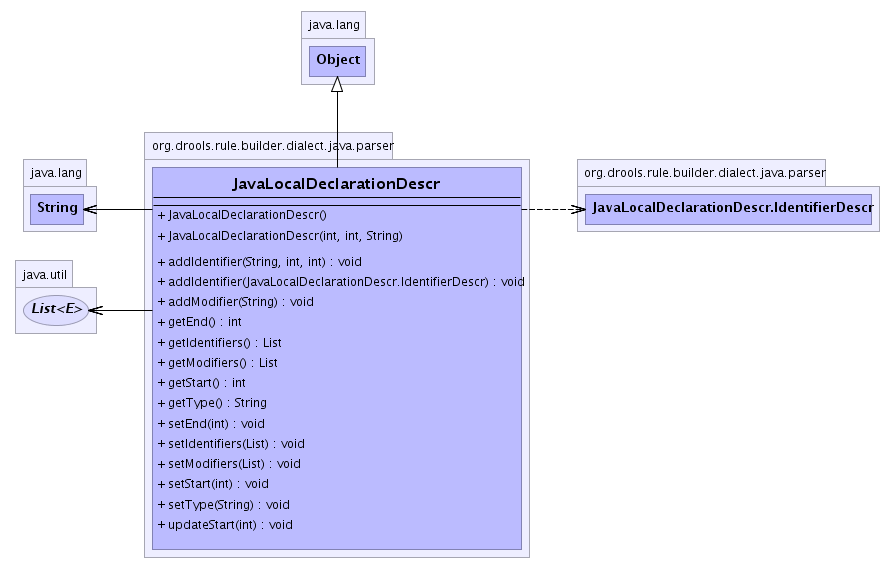 java.lang
Object
org.drools.rule.builder.dialect.java.parser
java.lang
String
java.util
List<E>
JavaLocalDeclarationDescr
+ JavaLocalDeclarationDescr()
+ JavaLocalDeclarationDescr(int, int, String)
+ addIdentifier(String, int, int) : void
+ addIdentifier(JavaLocalDeclarationDescr.IdentifierDescr) : void
+ addModifier(String) : void
+ getEnd() : int
+ getIdentifiers() : List
+ getModifiers() : List
+ getStart() : int
+ getType() : String
+ setEnd(int) : void
+ setIdentifiers(List) : void
+ setModifiers(List) : void
+ setStart(int) : void
+ setType(String) : void
+ updateStart(int) : void
org.drools.rule.builder.dialect.java.parser
JavaLocalDeclarationDescr.IdentifierDescr